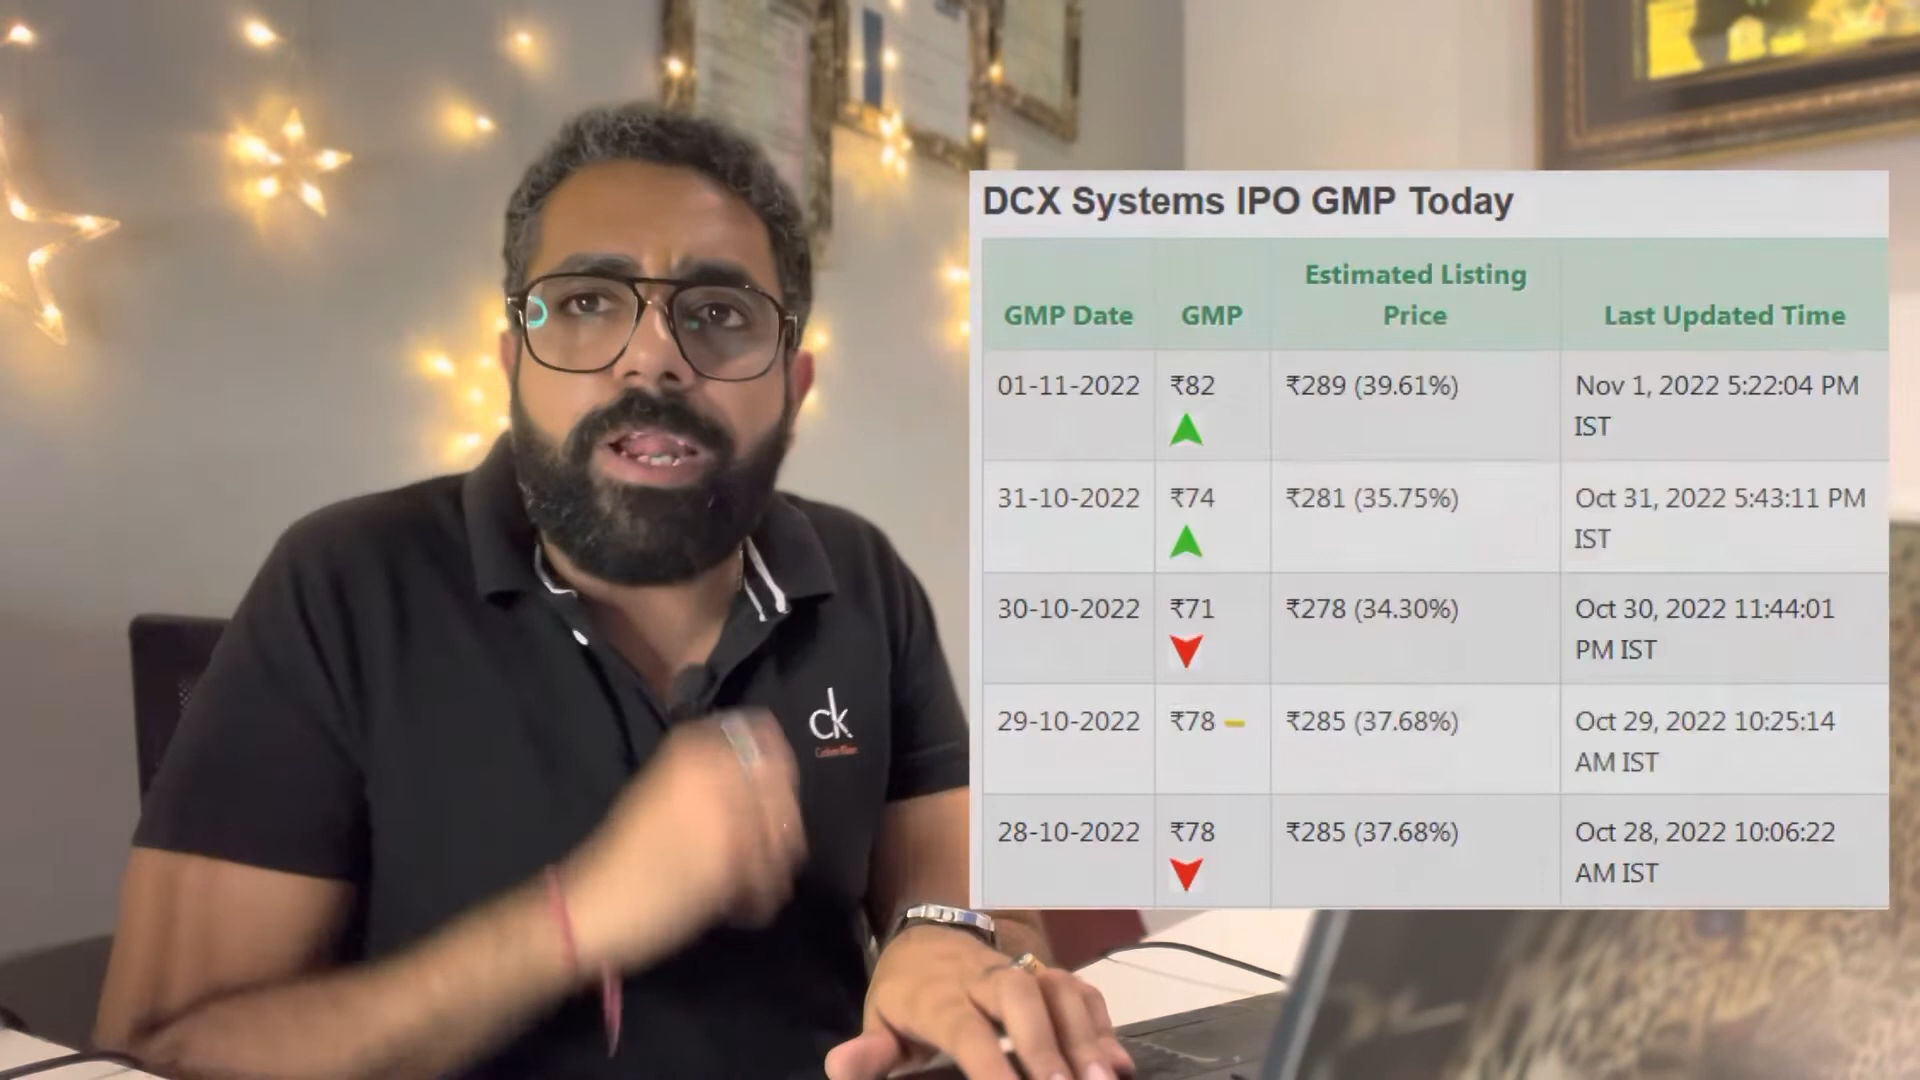 DCX Systems IPO GMP Today
GMP Date GMP Estimated Listing Price Last Updated Time
01-11-2022 ₹82 ₹289 (39.61%) Nov 1, 2022 5:22:04 PM IST
31-10-2022 ₹74 ₹281 (35.75%) Oct 31, 2022 5:43:11 PM IST
30-10-2022 ₹71 ₹278 (34.30%) Oct 30, 2022 11:44:01 PM IST
29-10-2022 ₹78 ₹285 (37.68%) Oct 29, 2022 10:25:14 AM IST
28-10-2022 ₹78 ₹285 (37.68%) Oct 28, 2022 10:06:22 AM IST
ck